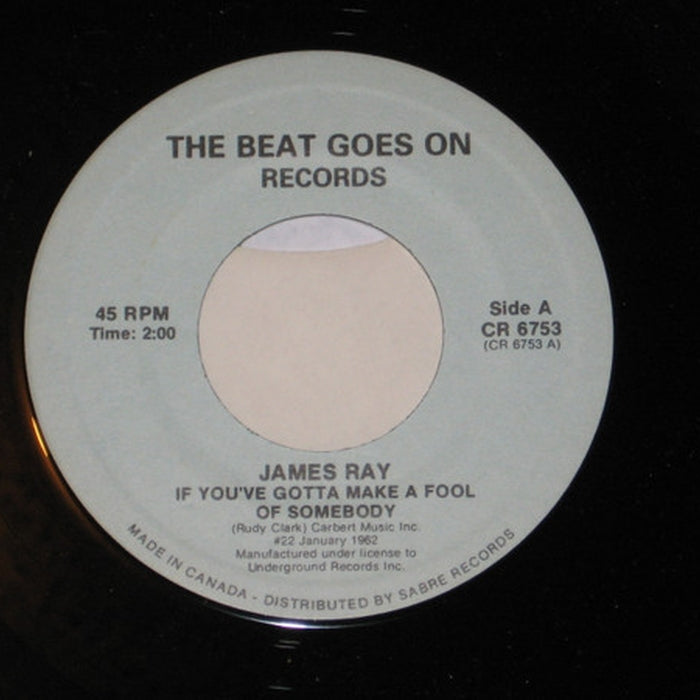 THE BEAT GOES ON
RECORDS
45 RPM
Time: 2:00
Side A
CR 6753
(CR 6753 A)
JAMES RAY
IF YOU'VE GOTTA MAKE A FOOL
OF SOMEBODY
(Rudy Clark) Carbert Music Inc.
#22 January 1962
Manufactured under license to
Underground Records Inc.
MADE IN CANADA - DISTRIBUTED BY SABRE RECORDS